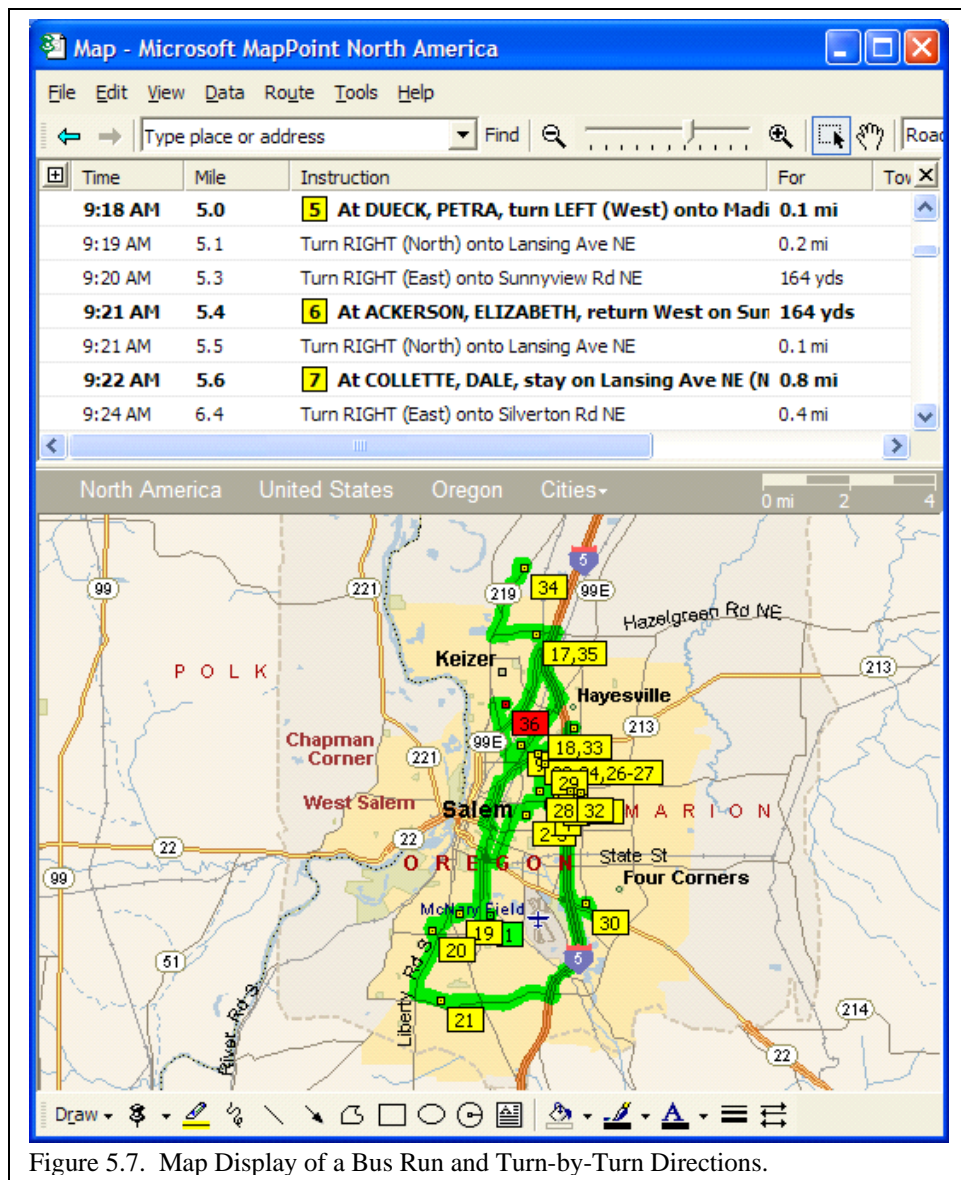 Map - Microsoft MapPoint North America
File Edit View Data Route Tools Help
Type place or address Find Road
Time Mile Instruction For Tow
9:18 AM 5.0 5 At DUECK, PETRA, turn LEFT (West) onto Madi 0.1 mi
9:19 AM 5.1 Turn RIGHT (North) onto Lansing Ave NE 0.2 mi
9:20 AM 5.3 Turn RIGHT (East) onto Sunnyview Rd NE 164 yds
9:21 AM 5.4 6 At ACKERSON, ELIZABETH, return West on Sun 164 yds
9:21 AM 5.5 Turn RIGHT (North) onto Lansing Ave NE 0.1 mi
9:22 AM 5.6 7 At COLLETTE, DALE, stay on Lansing Ave NE (N 0.8 mi
9:24 AM 6.4 Turn RIGHT (East) onto Silverton Rd NE 0.4 mi
North America United States Oregon Cities
0 mi 2 4
5
99 221 219 34 99E
Hazelgreen Rd NE
17,35
Keizer
213
POLK
Hayesville
36
213
Chapman
Corner
99E
18,33
221
9
4,26-27
29
West Salem
Salem
28 32
MARION
22
22
2-3
OREGON
State St
99
Four Corners
McNary Field
19 1
30
20
51
5
Liberty Rd S
River Rd S
21
214
22
Draw
Figure 5.7. Map Display of a Bus Run and Turn-by-Turn Directions.